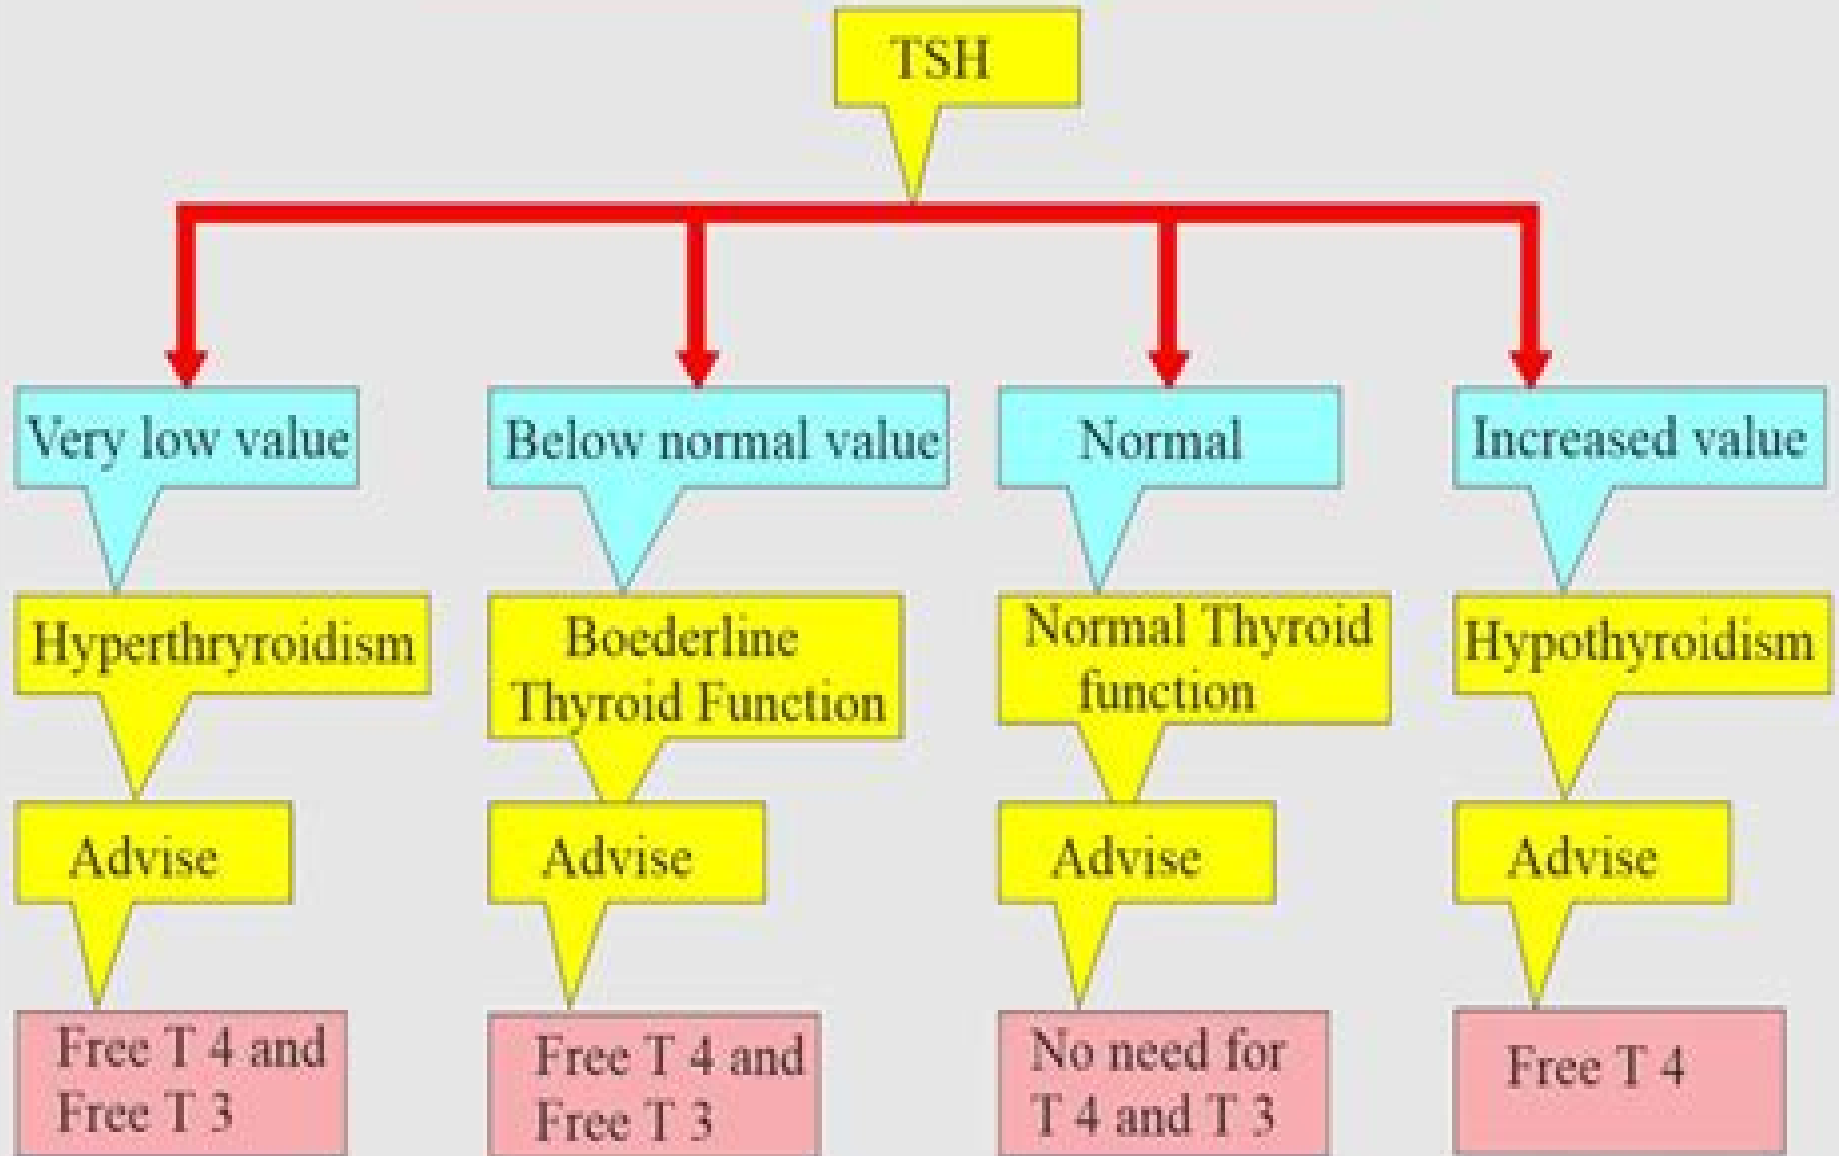 TSH
Very low value
Below normal value
Normal
Increased value
Hyperthryroidism
Boederline
Thyroid Function
Normal Thyroid
function
Hypothyroidism
Advise
Advise
Advise
Advise
Free T 4 and
Free T 3
Free T 4 and
Free T 3
No need for
T 4 and T 3
Free T 4